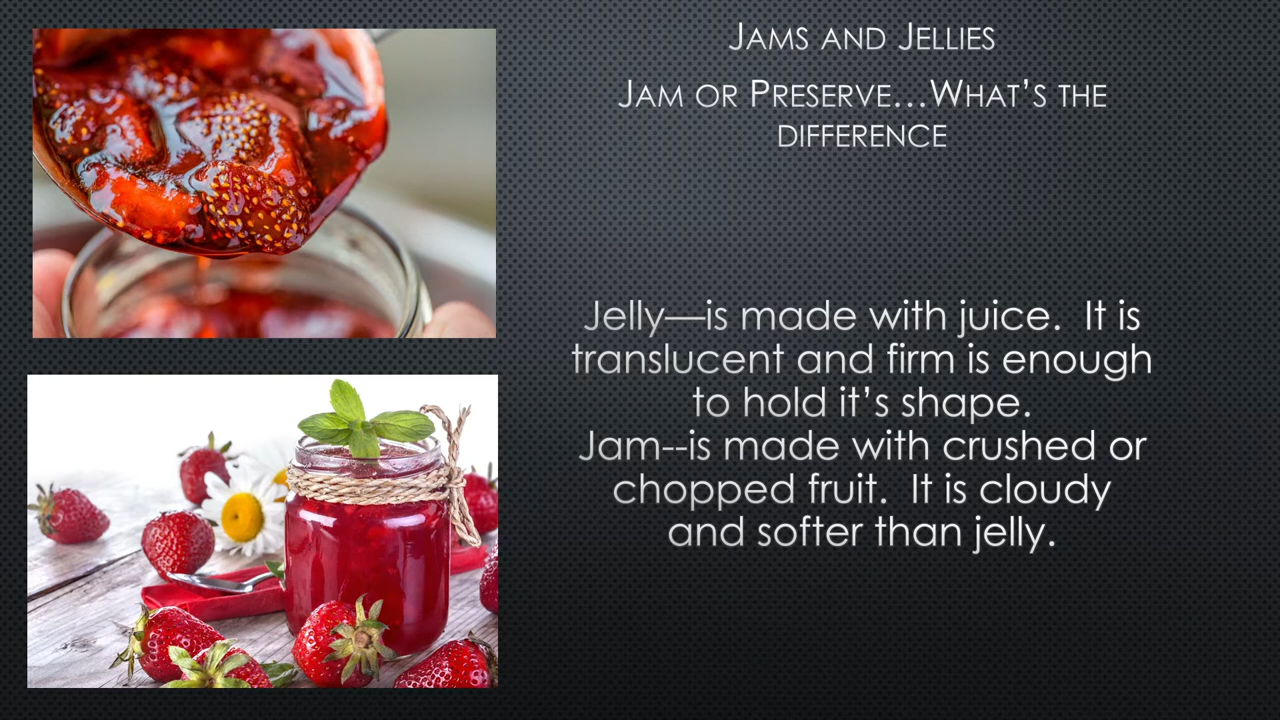 Jams and Jellies
Jam or Preserve…What’s the
difference
Jelly—is made with juice.  It is
translucent and firm is enough
to hold it’s shape.
Jam--is made with crushed or
chopped fruit.  It is cloudy
and softer than jelly.